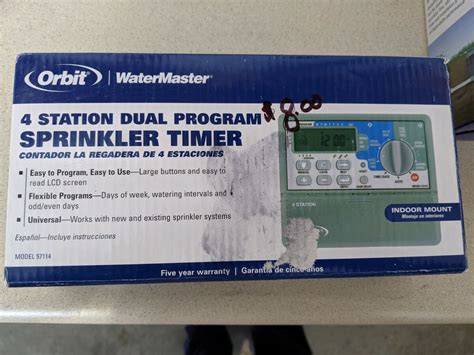 Orbit® | WaterMaster®
4 STATION DUAL PROGRAM
SPRINKLER TIMER
CONTADOR LA REGADERA DE 4 ESTACIONES
$8.00
■ Easy to Program, Easy to Use—Large buttons and easy to
read LCD screen
■ Flexible Programs—Days of week, watering intervals and
odd/even days
■ Universal—Works with new and existing sprinkler systems
Español—Incluye instrucciones
MODEL 57114
12:00
4 STATION
Orbit
INDOOR MOUNT
Montaje en interiores
Five year warranty | Garantía de cinco años